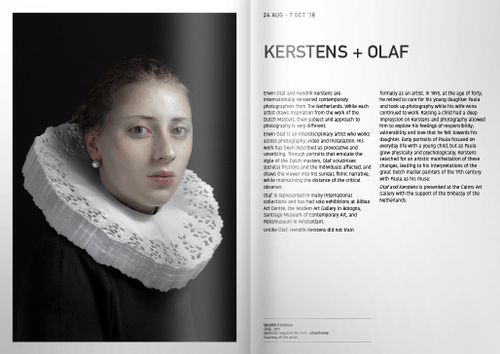 24 AUG - 7 OCT '18
KERSTENS + OLAF
Erwin Olaf and Hendrik Kerstens are
internationally renowned contemporary
photographers from The Netherlands. While each
artist draws inspiration from the work of the
Dutch Masters, their subject and approach to
photography is very different.
Erwin Olaf is an interdisciplinary artist who works
across photography, video and installation. His
work has been described as provocative and
unsettling. Through portraits that emulate the
style of the Dutch masters, Olaf scrutinises
societal frictions and the individuals affected, and
draws the viewer into his surreal, filmic narrative,
while maintaining the distance of the critical
observer.
Olaf is represented in many international
collections and has had solo exhibitions at Bilbao
Art Centre, the Modern Art Gallery in Bologna,
Santiago Museum of Contemporary Art, and
Rijksmuseum in Amsterdam.
Unlike Olaf, Hendrik Kerstens did not train
formally as an artist. In 1995, at the age of forty,
he retired to care for his young daughter Paula
and took up photography while his wife Anna
continued to work. Raising a child had a deep
impression on Kerstens and photography allowed
him to explore his feelings of responsibility,
vulnerability and love that he felt towards his
daughter. Early portraits of Paula focused on
everyday life with a young child, but as Paula
grew physically and psychologically, Kerstens
searched for an artistic manifestation of these
changes, leading to his interpretations of the
great Dutch master painters of the 17th century
with Paula as his muse.
Olaf and Kerstens is presented at the Cairns Art
Gallery with the support of the Embassy of the
Netherlands.
Hendrik Kerstens
Courtesy of the artist